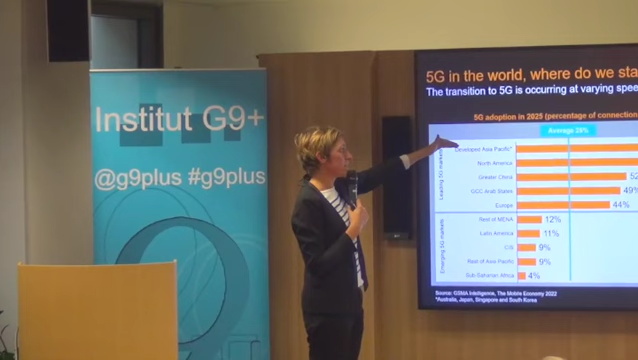 Institut G9+
@g9plus #g9plus
5G in the world, where do we sta
The transition to 5G is occurring at varying spee
5G adoption in 2025 (percentage of connection
Average 25%
Leading 5G markets
Developed Asia Pacific*
North America
Greater China 52
GCC Arab States 49%
Europe 44%
Emerging 5G markets
Rest of MENA 12%
Latin America 11%
CIS 9%
Rest of Asia Pacific 9%
Sub-Saharan Africa 4%
Source: GSMA Intelligence, The Mobile Economy 2022
*Australia, Japan, Singapore and South Korea